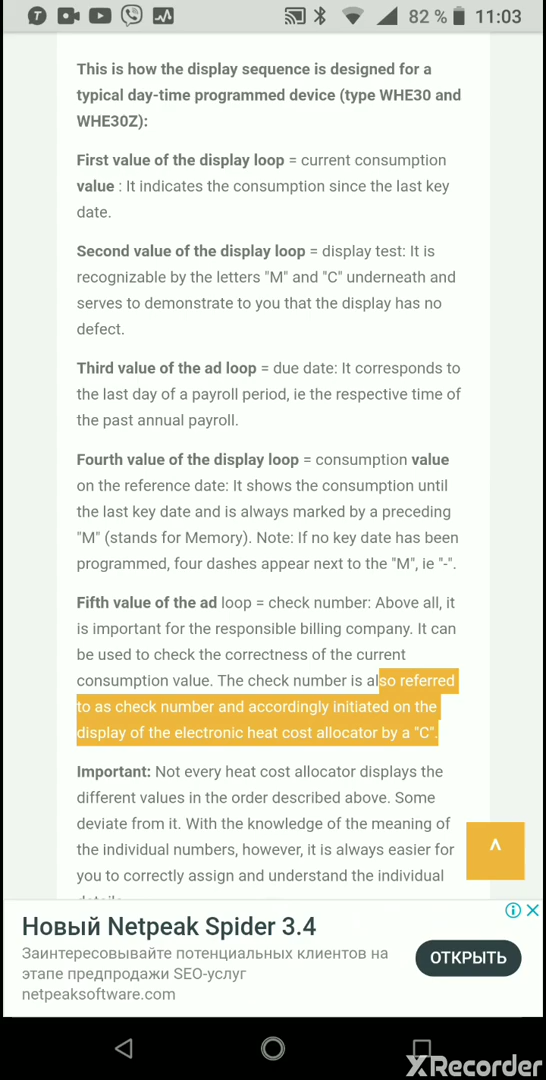 82 % 11:03
This is how the display sequence is designed for a
typical day-time programmed device (type WHE30 and
WHE30Z):
First value of the display loop = current consumption
value : It indicates the consumption since the last key
date.
Second value of the display loop = display test: It is
recognizable by the letters "M" and "C" underneath and
serves to demonstrate to you that the display has no
defect.
Third value of the ad loop = due date: It corresponds to
the last day of a payroll period, ie the respective time of
the past annual payroll.
Fourth value of the display loop = consumption value
on the reference date: It shows the consumption until
the last key date and is always marked by a preceding
"M" (stands for Memory). Note: If no key date has been
programmed, four dashes appear next to the "M", ie "-".
Fifth value of the ad loop = check number: Above all, it
is important for the responsible billing company. It can
be used to check the correctness of the current
consumption value. The check number is also referred
to as check number and accordingly initiated on the
display of the electronic heat cost allocator by a "C".
Important: Not every heat cost allocator displays the
different values in the order described above. Some
deviate from it. With the knowledge of the meaning of
the individual numbers, however, it is always easier for
you to correctly assign and understand the individual
Новый Netpeak Spider 3.4
Заинтересовывайте потенциальных клиентов на
этапе предпродажи SEO-услуг
netpeaksoftware.com
ОТКРЫТЬ
XRecorder